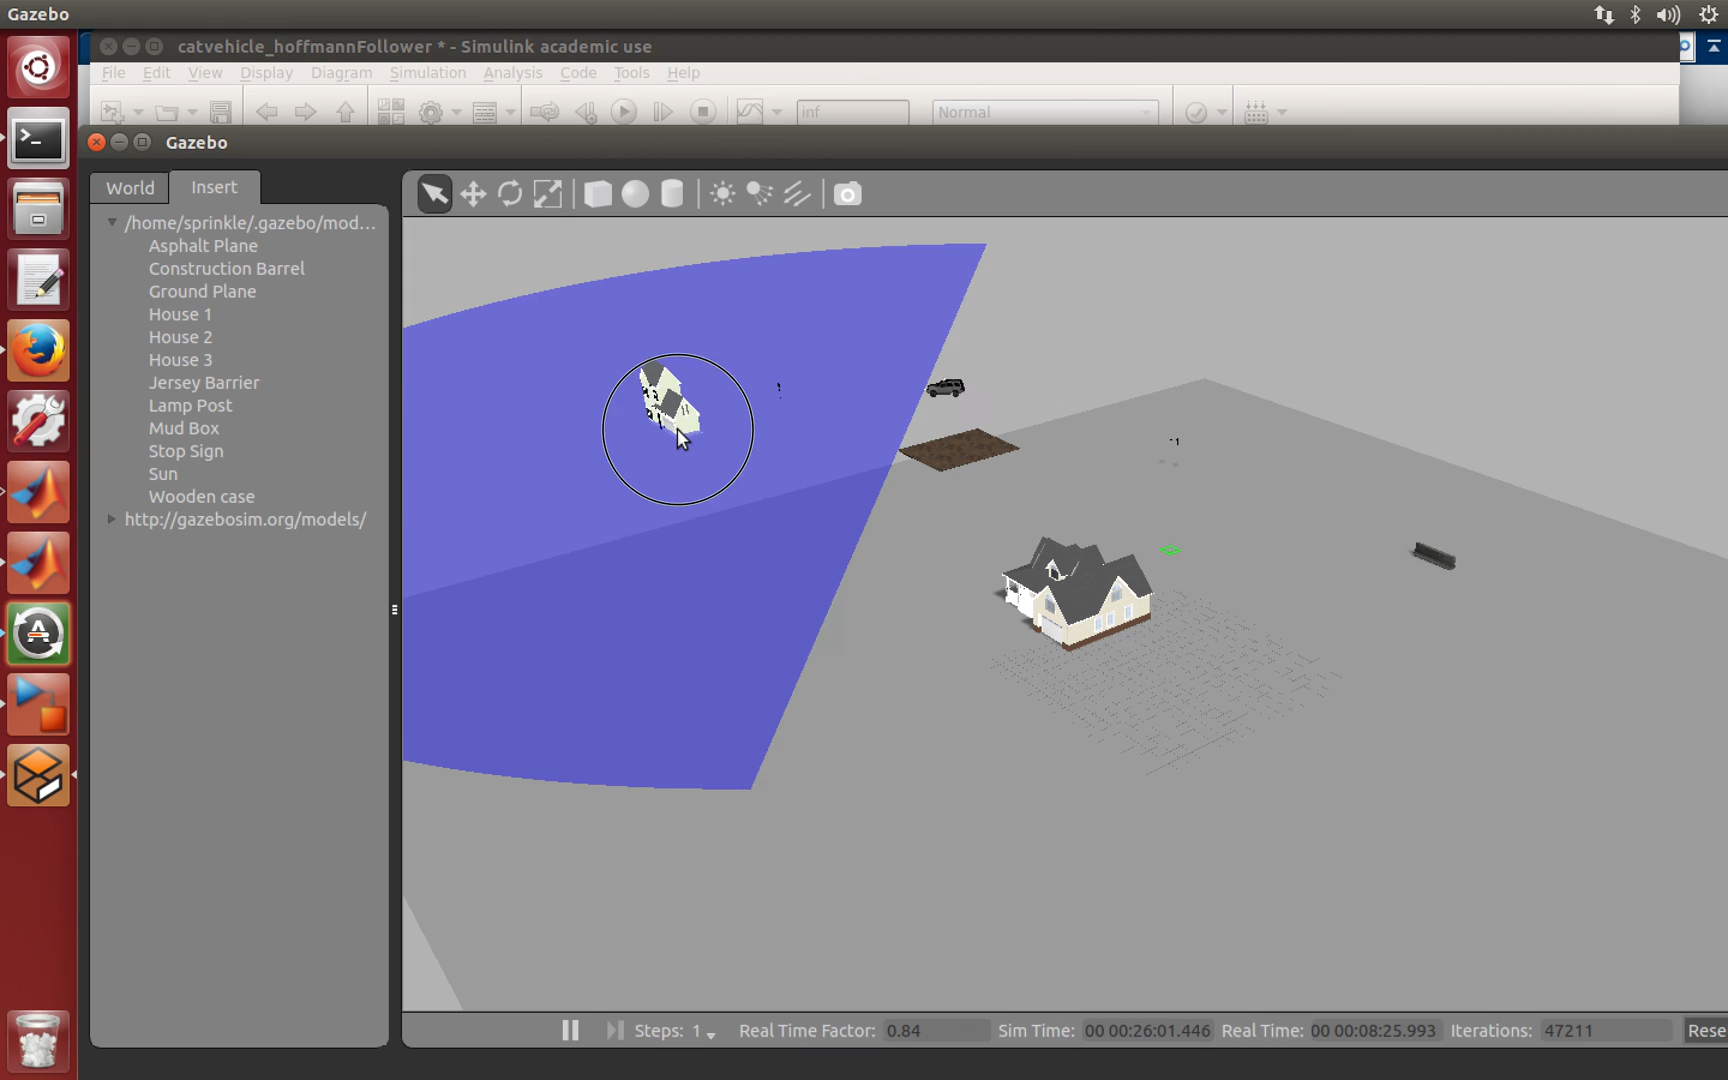 Gazebo
catvehicle_hoffmannFollower * - Simulink academic use
File Edit View Display Diagram Simulation Analysis Code Tools Help
inf Normal
Gazebo
World Insert
/home/sprinkle/.gazebo/mod...
Asphalt Plane
Construction Barrel
Ground Plane
House 1
House 2
House 3
Jersey Barrier
Lamp Post
Mud Box
Stop Sign
Sun
Wooden case
http://gazebosim.org/models/
Steps: 1 Real Time Factor: 0.84 Sim Time: 00 00:26:01.446 Real Time: 00 00:08:25.993 Iterations: 47211 Rese